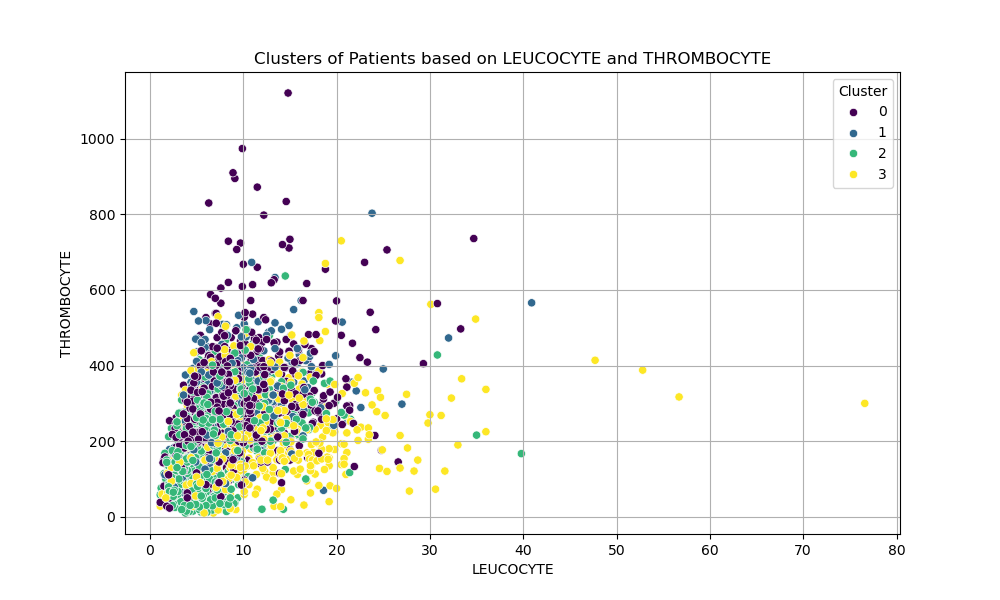 Clusters of Patients based on LEUCOCYTE and THROMBOCYTE
Cluster
0
1
2
3
THROMBOCYTE
1000
800
600
400
200
0
0 10 20 30 40 50 60 70 80
LEUCOCYTE